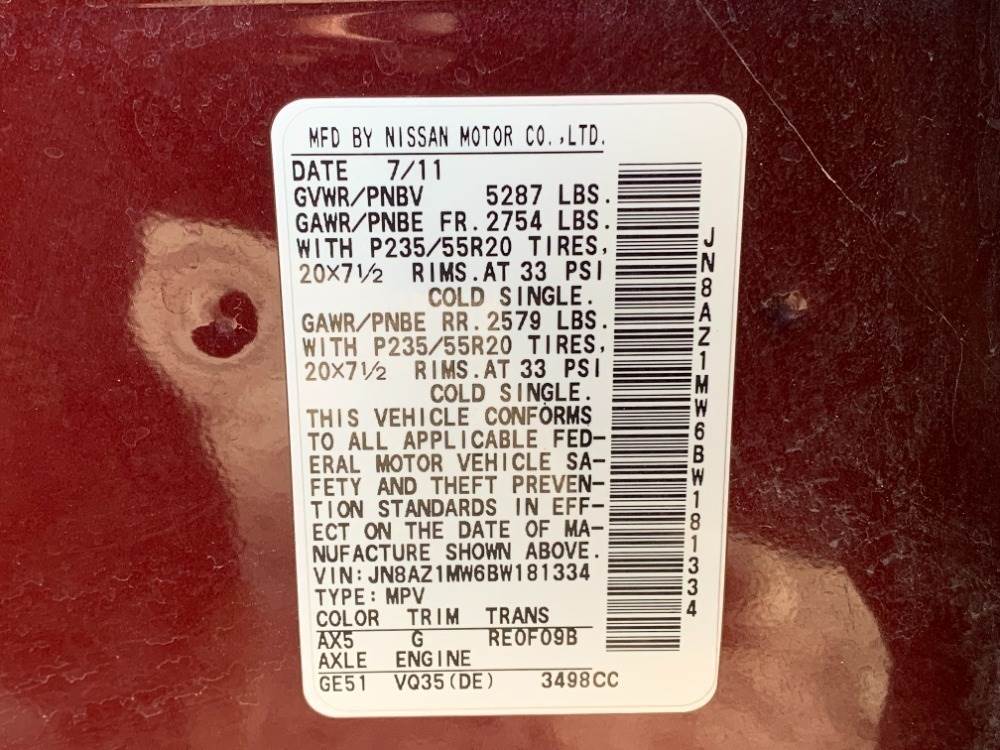 MFD BY NISSAN MOTOR CO.,LTD.
DATE 7/11
GVWR/PNBV 5287 LBS.
GAWR/PNBE FR. 2754 LBS.
WITH P235/55R20 TIRES,
20X7½ RIMS. AT 33 PSI
COLD SINGLE.
GAWR/PNBE RR. 2579 LBS.
WITH P235/55R20 TIRES,
20X7½ RIMS. AT 33 PSI
COLD SINGLE.
THIS VEHICLE CONFORMS
TO ALL APPLICABLE FED-
ERAL MOTOR VEHICLE SA-
FETY AND THEFT PREVEN-
TION STANDARDS IN EFF-
ECT ON THE DATE OF MA-
NUFACTURE SHOWN ABOVE.
VIN: JN8AZ1MW6BW181334
TYPE: MPV
COLOR TRIM TRANS
AX5 G RE0F09B
AXLE ENGINE
GE51 VQ35(DE) 3498CC
JN8AZ1MW6BW181334